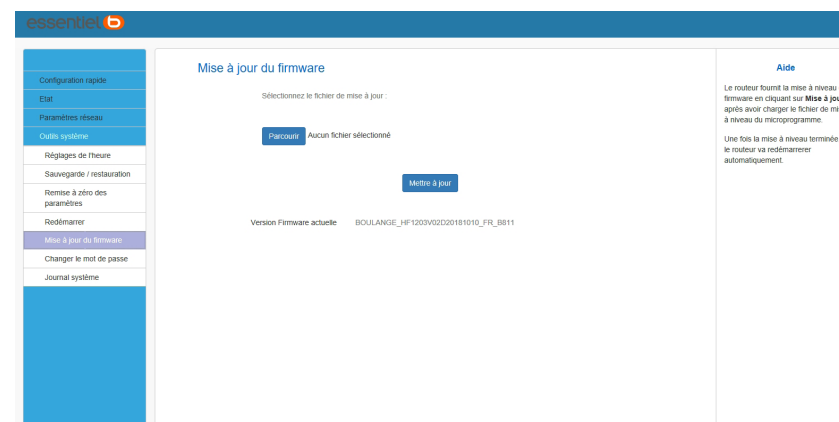 essentiel b
Configuration rapide
Etat
Paramètres réseau
Outils système
Réglages de l'heure
Sauvegarde / restauration
Remise à zéro des
paramètres
Redémarrer
Mise à jour du firmware
Changer le mot de passe
Journal système
Mise à jour du firmware
Sélectionnez le fichier de mise à jour :
Parcourir Aucun fichier sélectionné
Mettre à jour
Version Firmware actuelle BOULANGE_HF1203V02D20181010_FR_B811
Aide
Le routeur fournit la mise à niveau
firmware en cliquant sur Mise à jou
après avoir charger le fichier de mi
à niveau du microprogramme.
Une fois la mise à niveau terminée
le routeur va redémarrerer
automatiquement.